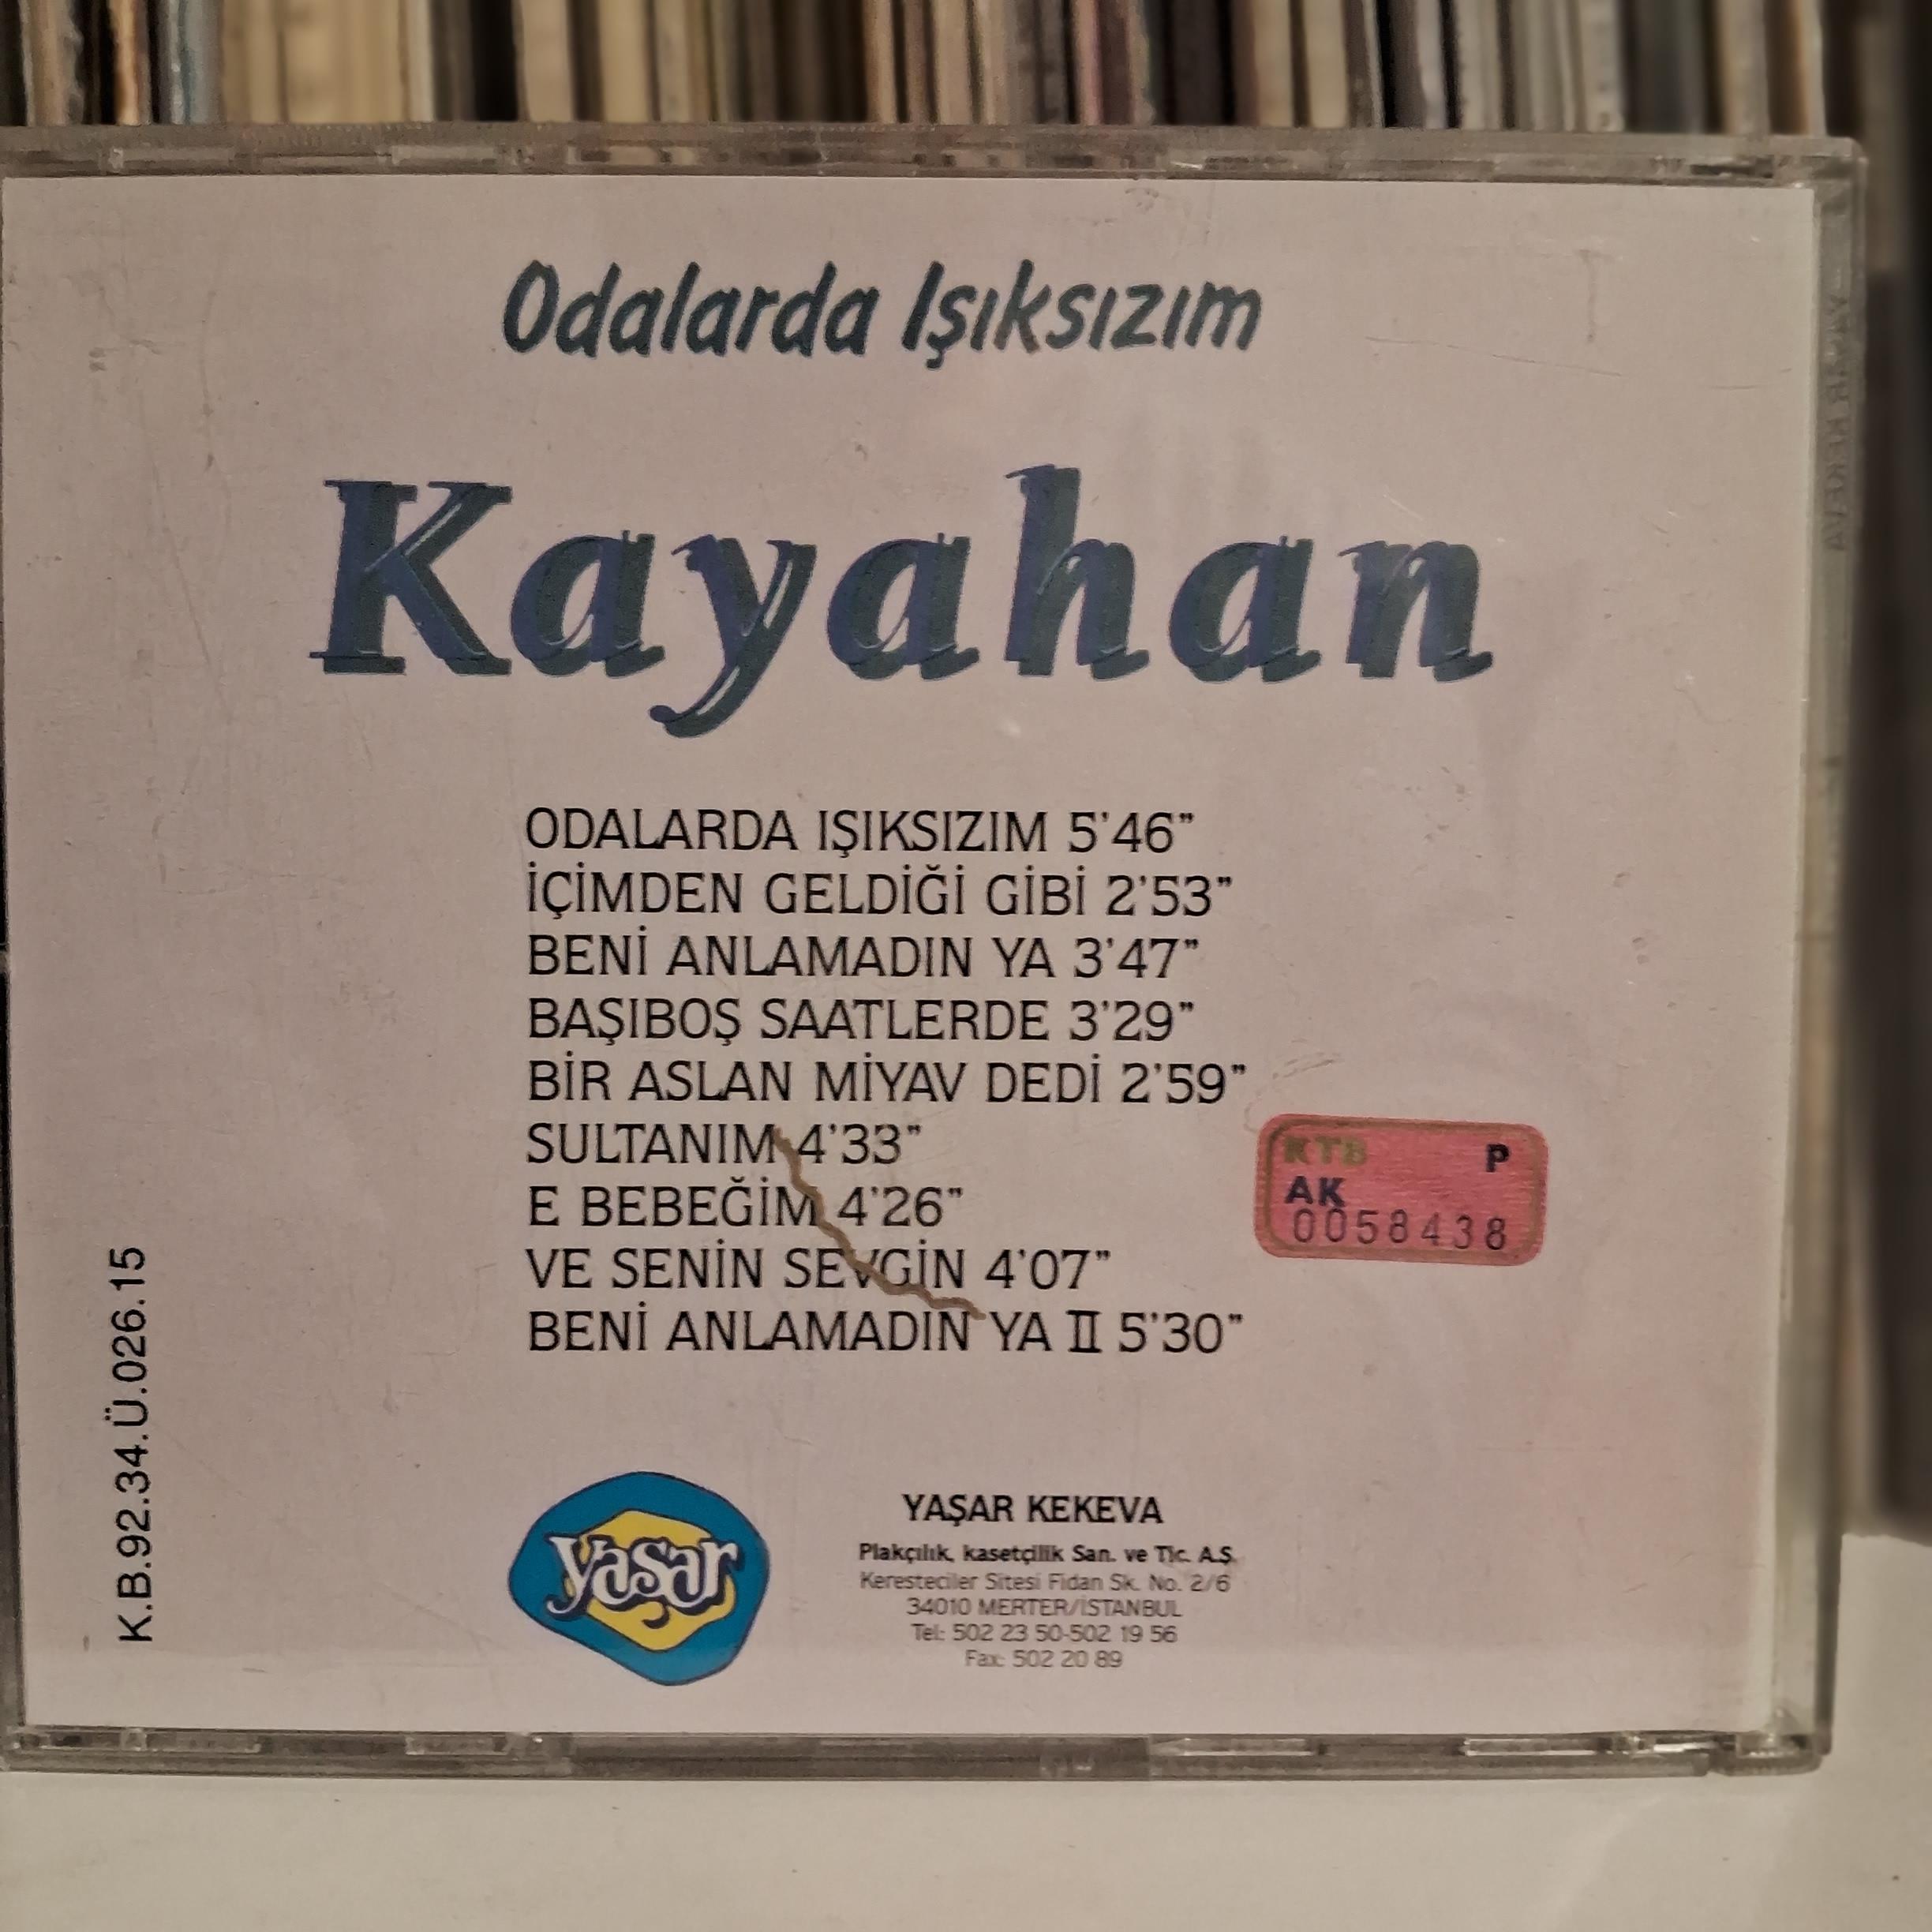 Odalarda Işıksızım
Kayahan
ODALARDA IŞIKSIZIM 5'46"
İÇİMDEN GELDİĞİ GİBİ 2'53"
BENİ ANLAMADIN YA 3'47"
BAŞIBOŞ SAATLERDE 3'29"
BİR ASLAN MİYAV DEDİ 2'59"
SULTANIM 4'33"
E BEBEĞİM 4'26"
VE SENİN SEVGİN 4'07"
BENİ ANLAMADIN YA II 5'30"
KTB P
AK
0058438
K.B.92.34.Ü.026.15
yaşar
YAŞAR KEKEVA
Plakçılık, kasetçilik San. ve Tic. A.Ş.
Keresteciler Sitesi Fidan Sk. No. 2/6
34010 MERTER/İSTANBUL
Tel: 502 23 50-502 19 56
Fax: 502 20 89